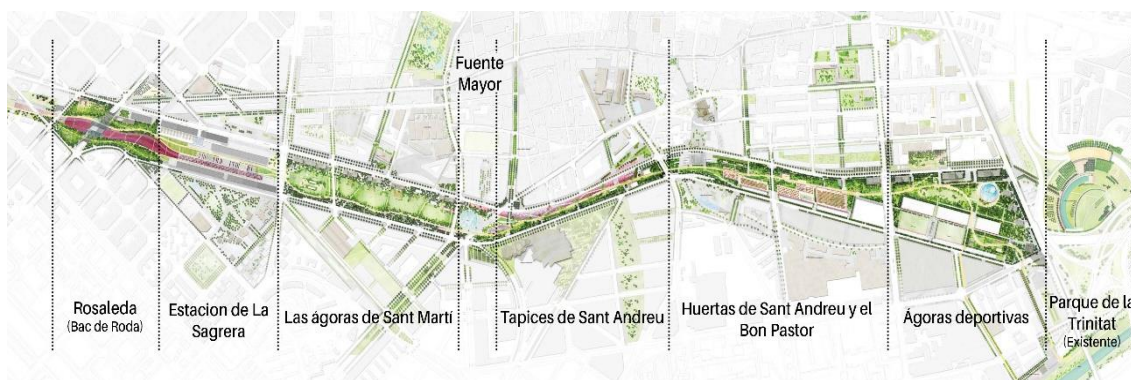 Fuente
Mayor
Rosaleda
(Bac de Roda)
Estacion de La
Sagrera
Las ágoras de Sant Martí
Tapices de Sant Andreu
Huertas de Sant Andreu y el
Bon Pastor
Ágoras deportivas
Parque de la
Trinitat
(Existente)